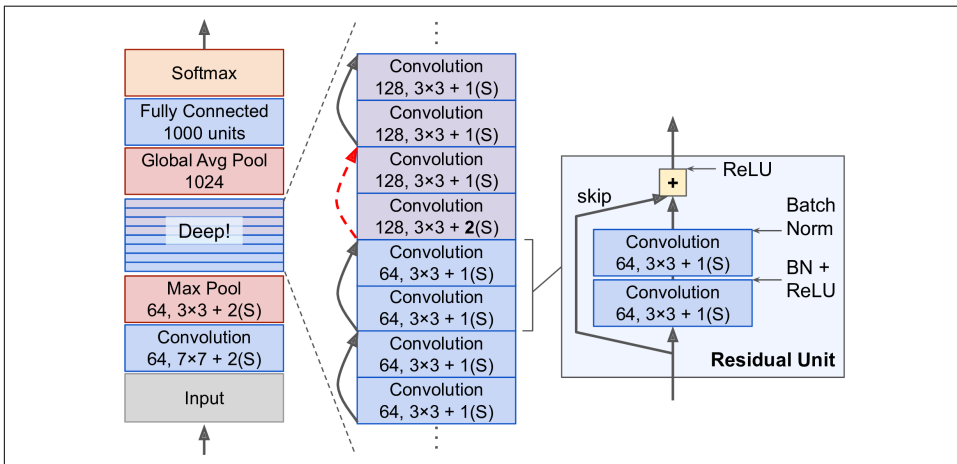 Softmax
Fully Connected
1000 units
Global Avg Pool
1024
Deep!
Max Pool
64, 3×3 + 2(S)
Convolution
64, 7×7 + 2(S)
Input
Convolution
128, 3×3 + 1(S)
Convolution
128, 3×3 + 1(S)
Convolution
128, 3×3 + 1(S)
Convolution
128, 3×3 + 2(S)
Convolution
64, 3×3 + 1(S)
Convolution
64, 3×3 + 1(S)
Convolution
64, 3×3 + 1(S)
Convolution
64, 3×3 + 1(S)
ReLU
+
skip
Batch
Norm
Convolution
64, 3×3 + 1(S)
BN +
ReLU
Convolution
64, 3×3 + 1(S)
Residual Unit